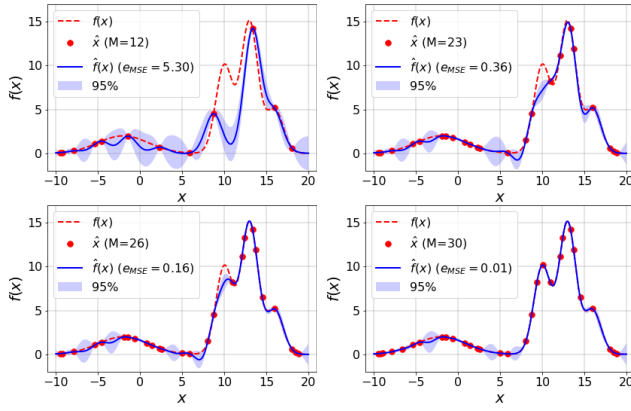 15
10
5
0
f(x)
f(x)
x̂ (M=12)
f̂(x) (e_MSE = 5.30)
95%
−10 −5 0 5 10 15 20
x
15
10
5
0
f(x)
f(x)
x̂ (M=23)
f̂(x) (e_MSE = 0.36)
95%
−10 −5 0 5 10 15 20
x
15
10
5
0
f(x)
f(x)
x̂ (M=26)
f̂(x) (e_MSE = 0.16)
95%
−10 −5 0 5 10 15 20
x
15
10
5
0
f(x)
f(x)
x̂ (M=30)
f̂(x) (e_MSE = 0.01)
95%
−10 −5 0 5 10 15 20
x